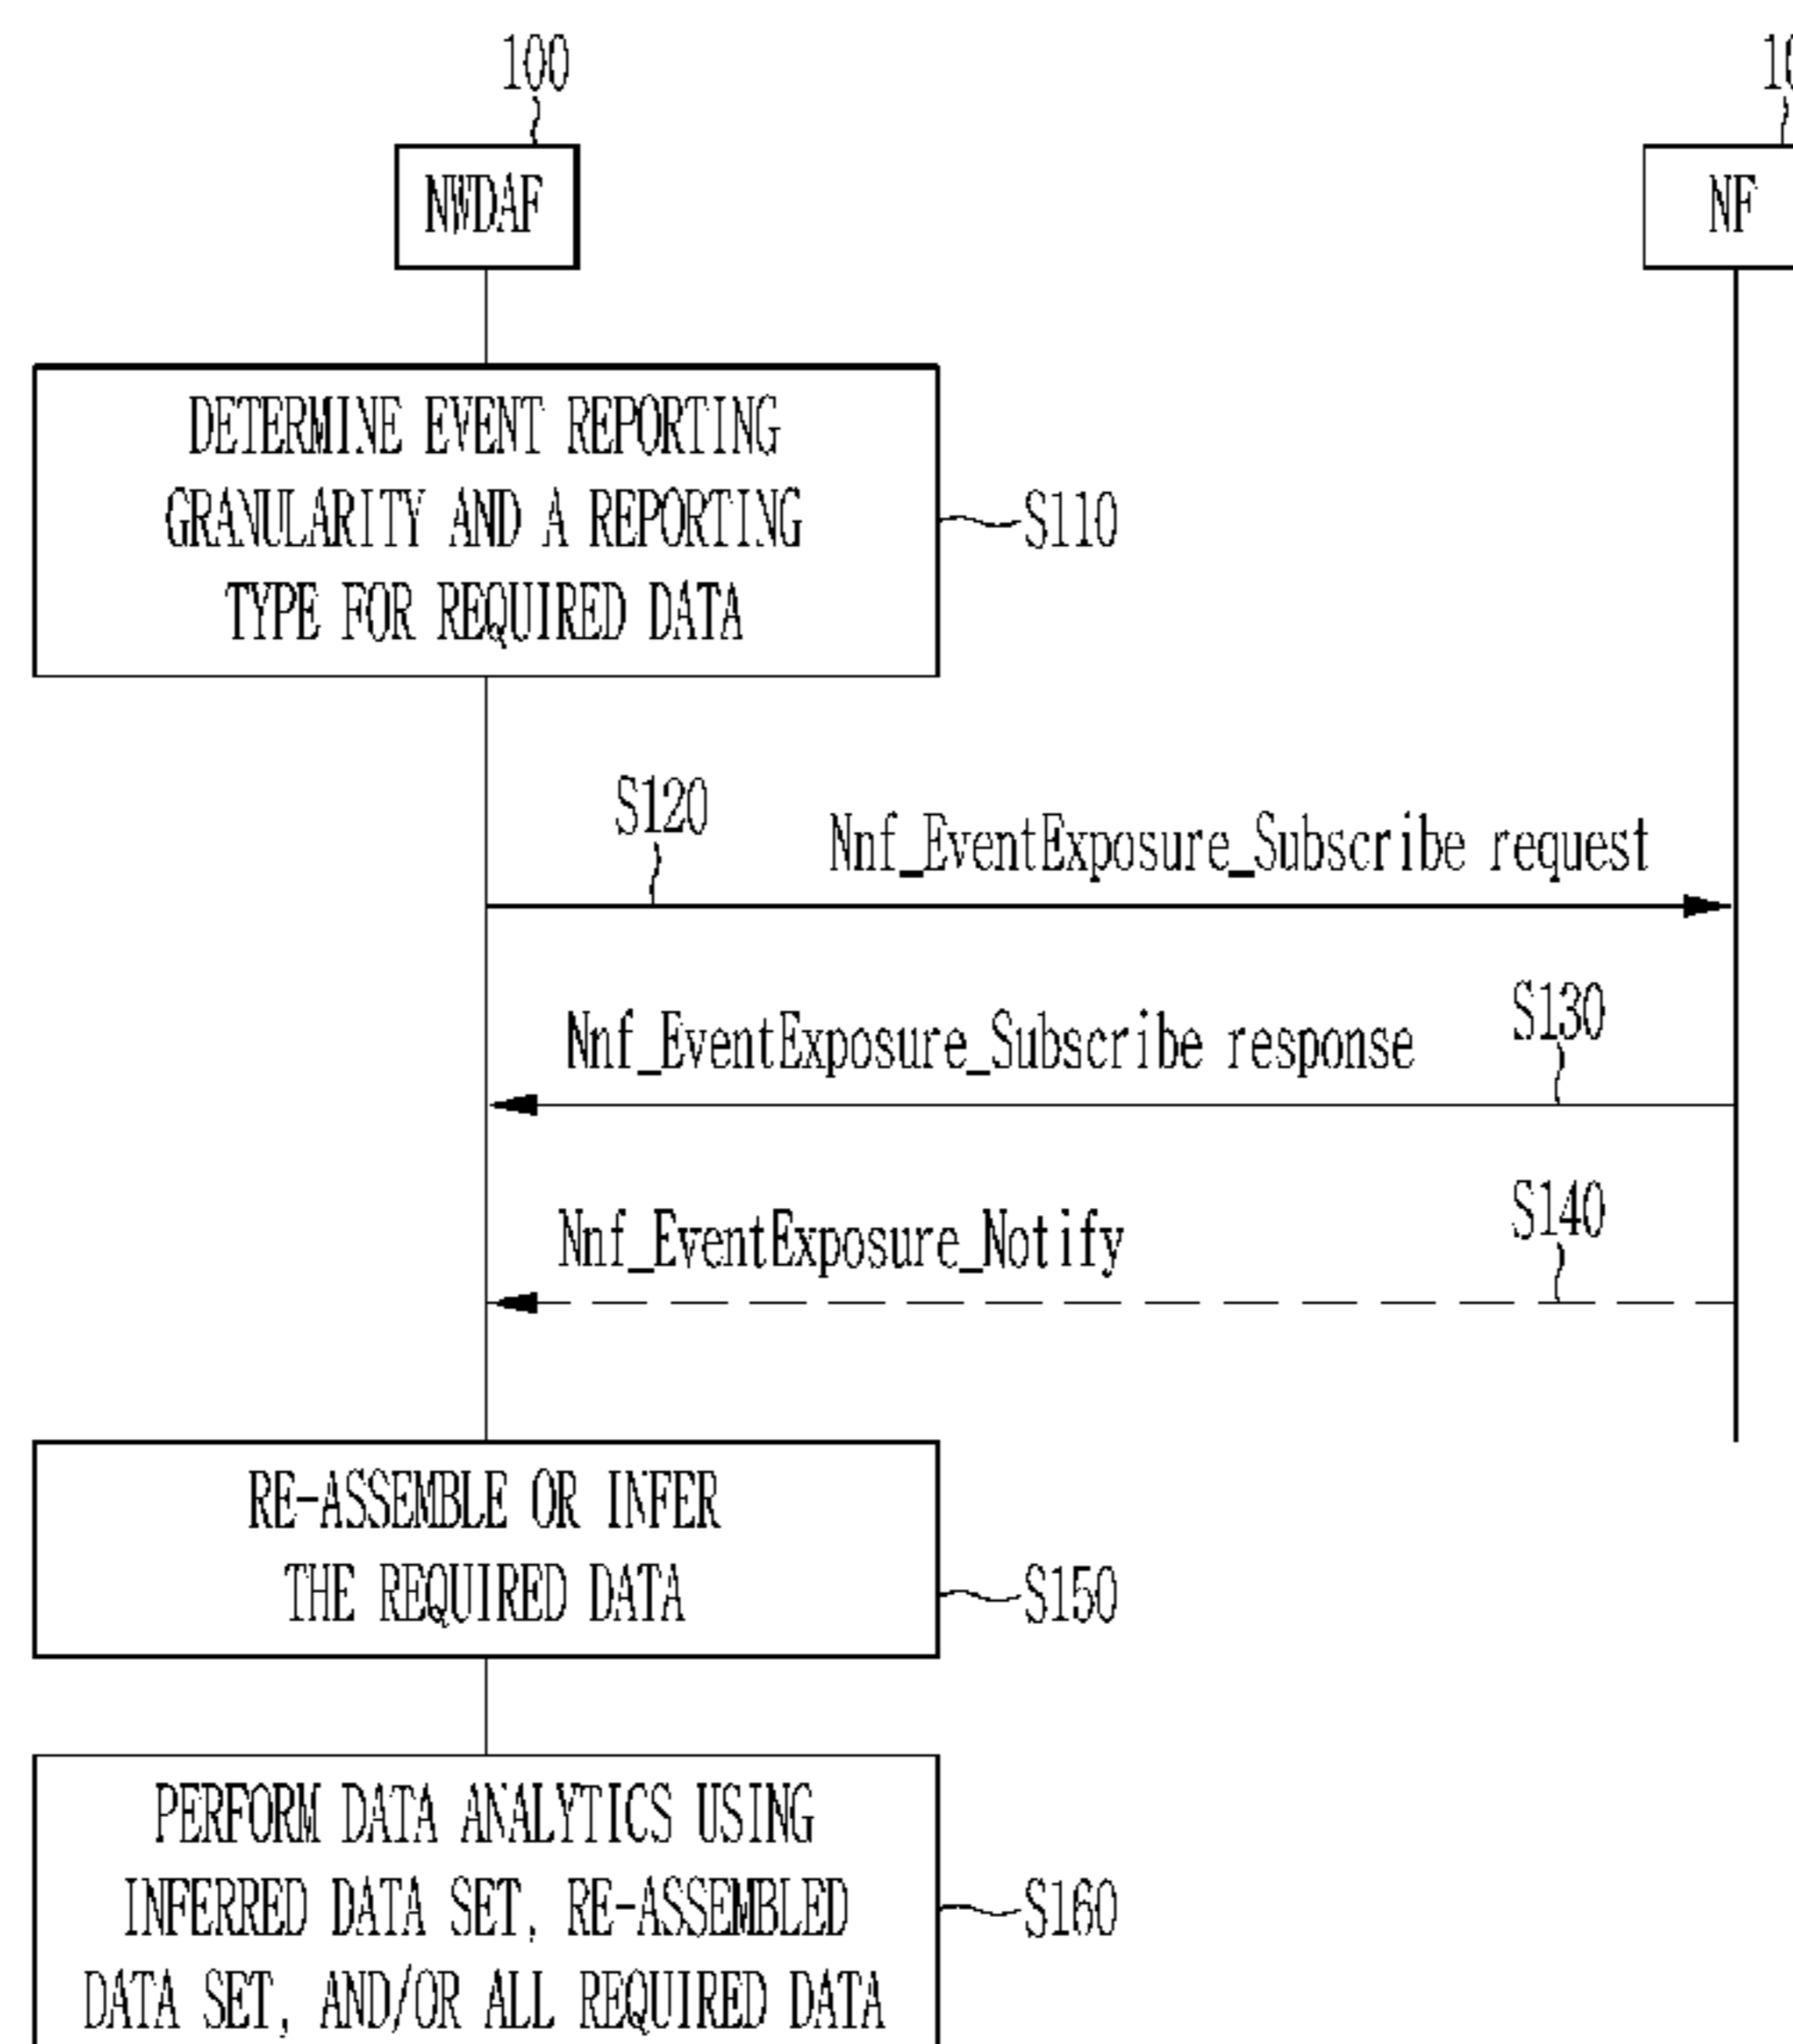 100
NWDAF
NF
DETERMINE EVENT REPORTING
GRANULARITY AND A REPORTING
TYPE FOR REQUIRED DATA
S110
S120
Nnf_EventExposure_Subscribe request
S130
Nnf_EventExposure_Subscribe response
S140
Nnf_EventExposure_Notify
RE-ASSEMBLE OR INFER
THE REQUIRED DATA
S150
PERFORM DATA ANALYTICS USING
INFERRED DATA SET, RE-ASSEMBLED
DATA SET, AND/OR ALL REQUIRED DATA
S160